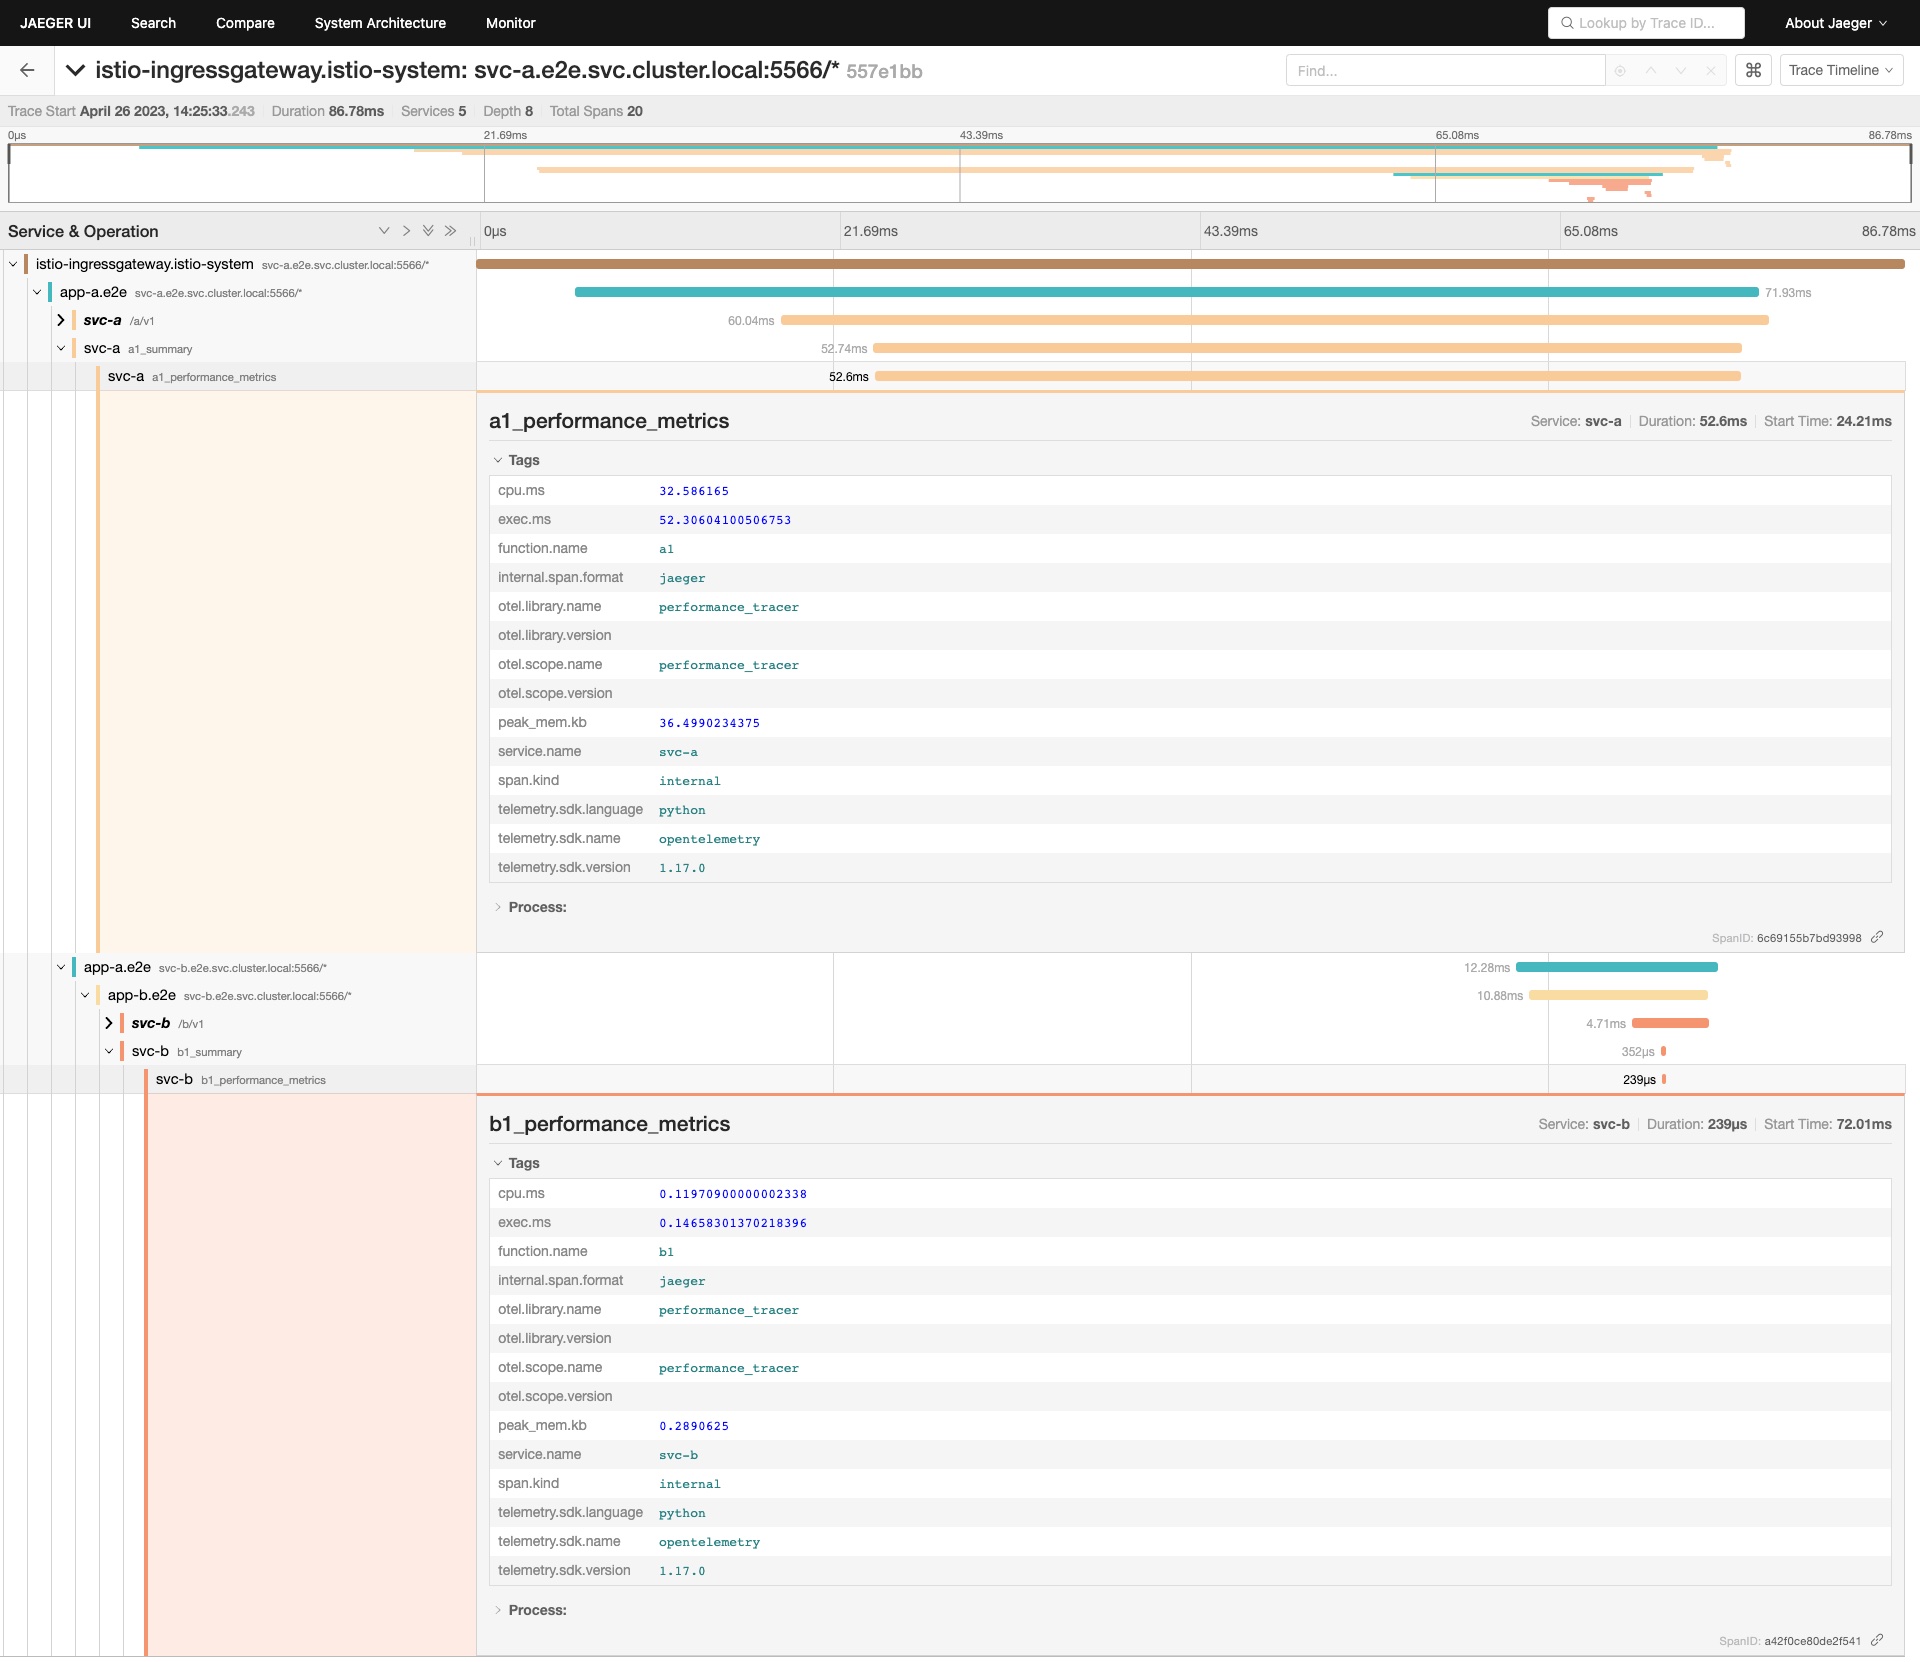 JAEGER UI Search Compare System Architecture Monitor Lookup by Trace ID... About Jaeger
istio-ingressgateway.istio-system: svc-a.e2e.svc.cluster.local:5566/* 557e1bb Find... ⌘ Trace Timeline
Trace Start April 26 2023, 14:25:33.243 Duration 86.78ms Services 5 Depth 8 Total Spans 20
0μs 21.69ms 43.39ms 65.08ms 86.78ms
Service & Operation 0μs 21.69ms 43.39ms 65.08ms 86.78ms
istio-ingressgateway.istio-system svc-a.e2e.svc.cluster.local:5566/*
app-a.e2e svc-a.e2e.svc.cluster.local:5566/* 71.93ms
svc-a /a/v1 60.04ms
svc-a a1_summary 52.74ms
svc-a a1_performance_metrics 52.6ms
a1_performance_metrics Service: svc-a Duration: 52.6ms Start Time: 24.21ms
Tags
cpu.ms 32.586165
exec.ms 52.30604100506753
function.name a1
internal.span.format jaeger
otel.library.name performance_tracer
otel.library.version
otel.scope.name performance_tracer
otel.scope.version
peak_mem.kb 36.4990234375
service.name svc-a
span.kind internal
telemetry.sdk.language python
telemetry.sdk.name opentelemetry
telemetry.sdk.version 1.17.0
Process:
SpanID: 6c69155b7bd93998
app-a.e2e svc-b.e2e.svc.cluster.local:5566/* 12.28ms
app-b.e2e svc-b.e2e.svc.cluster.local:5566/* 10.88ms
svc-b /b/v1 4.71ms
svc-b b1_summary 352μs
svc-b b1_performance_metrics 239μs
b1_performance_metrics Service: svc-b Duration: 239μs Start Time: 72.01ms
Tags
cpu.ms 0.11970900000002338
exec.ms 0.14658301370218396
function.name b1
internal.span.format jaeger
otel.library.name performance_tracer
otel.library.version
otel.scope.name performance_tracer
otel.scope.version
peak_mem.kb 0.2890625
service.name svc-b
span.kind internal
telemetry.sdk.language python
telemetry.sdk.name opentelemetry
telemetry.sdk.version 1.17.0
Process:
SpanID: a42f0ce80de2f541